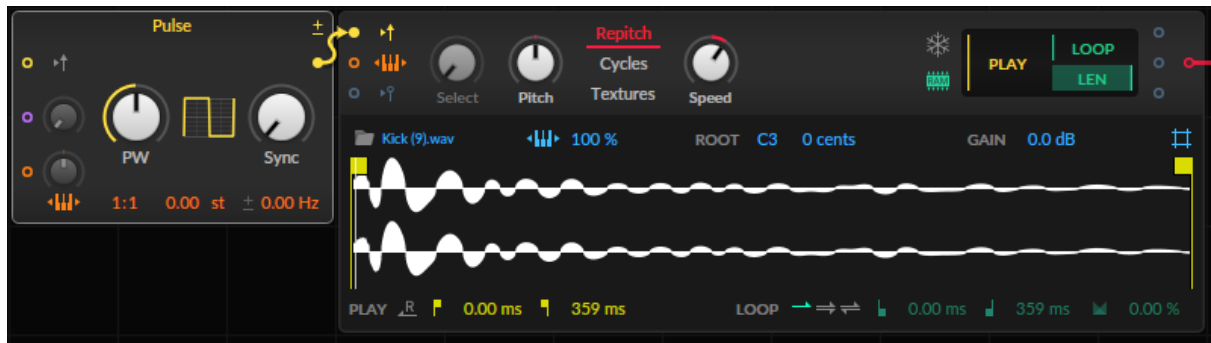 Pulse
±
PW
Sync
1:1 0.00 st ± 0.00 Hz
Select
Pitch
Repitch
Cycles
Textures
Speed
RAM
PLAY
LOOP
LEN
Kick (9).wav 100 % ROOT C3 0 cents GAIN 0.0 dB
PLAY R 0.00 ms 359 ms LOOP 0.00 ms 359 ms 0.00 %